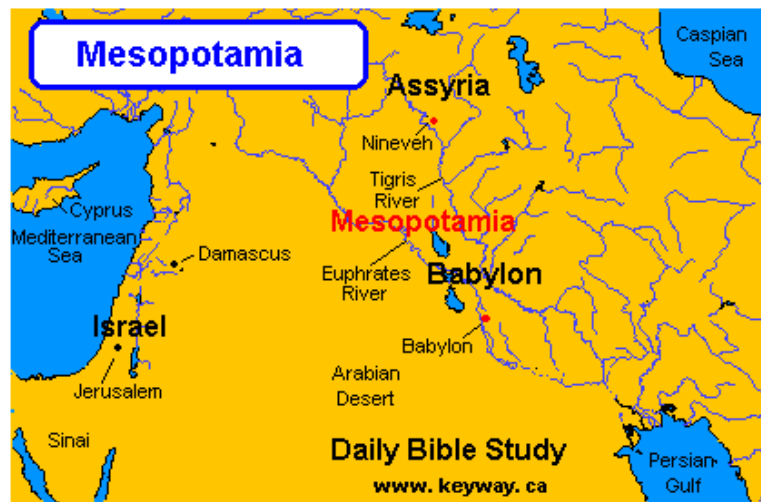 Mesopotamia
Caspian
Sea
Assyria
Nineveh
Tigris
River
Mesopotamia
Cyprus
Mediterranean
Sea
Damascus
Euphrates
River
Babylon
Israel
Babylon
Jerusalem
Arabian
Desert
Sinai
Daily Bible Study
www.keyway.ca
Persian
Gulf